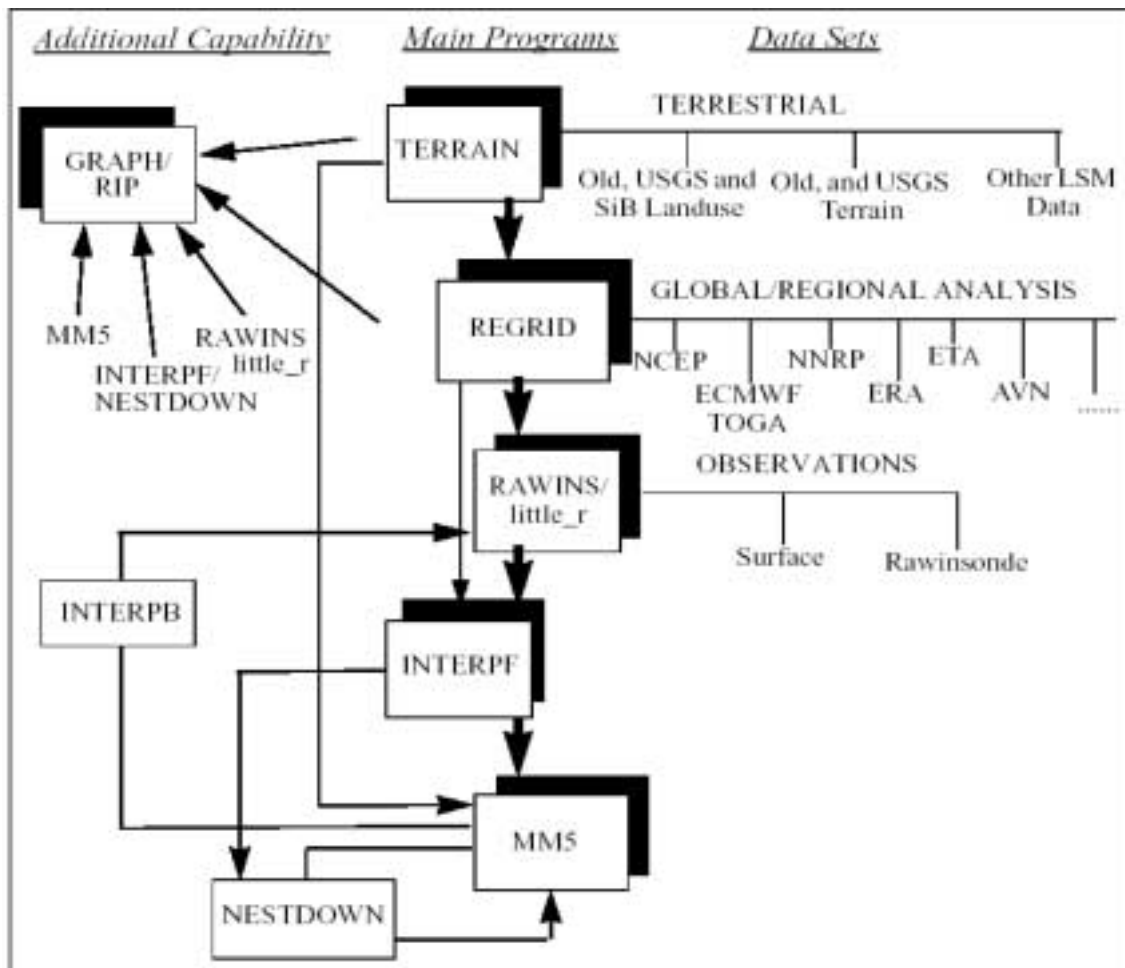 Additional Capability
Main Programs
Data Sets
TERRESTRIAL
TERRAIN
GRAPH/
RIP
Old, USGS and
SiB Landuse
Old, and USGS
Terrain
Other LSM
Data
REGRID
GLOBAL/REGIONAL ANALYSIS
MM5
RAWINS
little_r
INTERPF/
NESTDOWN
NCEP
ECMWF
TOGA
NNRP
ERA
ETA
AVN
......
RAWINS/
little_r
OBSERVATIONS
Surface
Rawinsonde
INTERPB
INTERPF
MM5
NESTDOWN